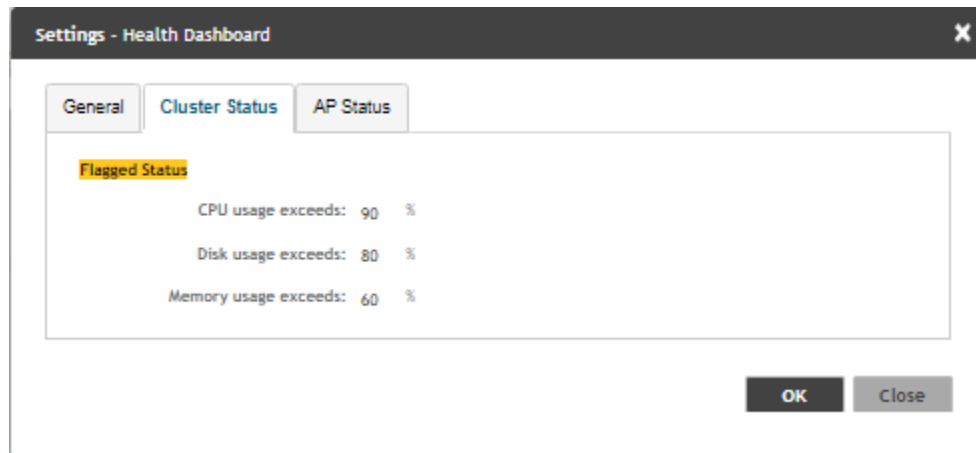 Settings - Health Dashboard
General Cluster Status AP Status
Flagged Status
CPU usage exceeds: 90 %
Disk usage exceeds: 80 %
Memory usage exceeds: 60 %
OK Close